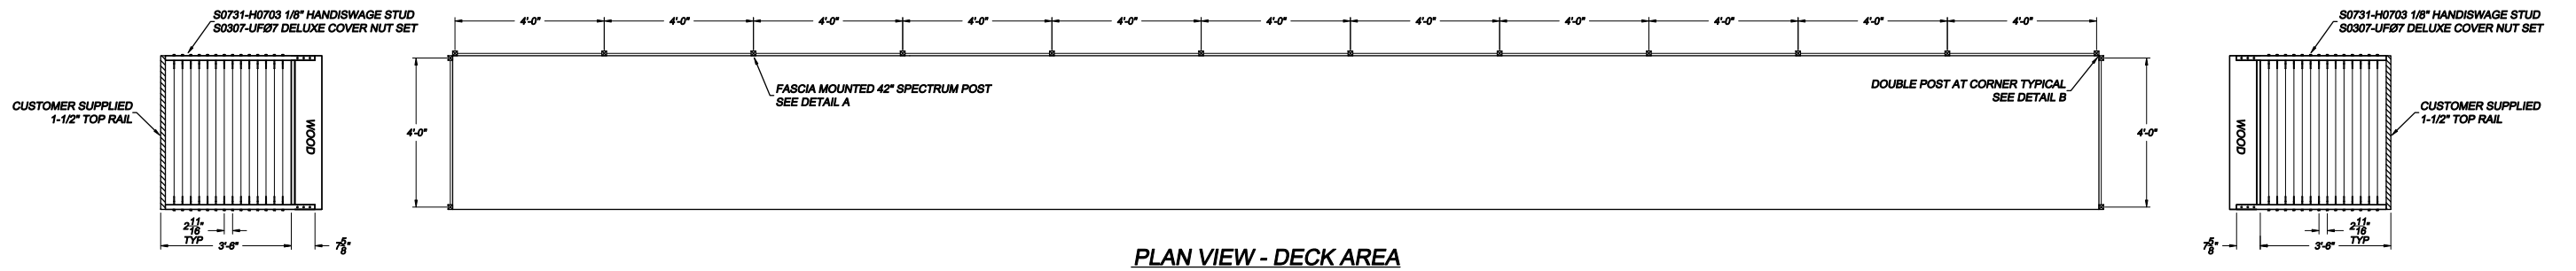 S0731-H0703 1/8" HANDISWAGE STUD
S0307-UFØ7 DELUXE COVER NUT SET
CUSTOMER SUPPLIED
1-1/2" TOP RAIL
WOOD
2 11/16"
TYP
3'-6"
7 5/8"
4'-0"
4'-0"
4'-0"
4'-0"
4'-0"
4'-0"
4'-0"
4'-0"
4'-0"
4'-0"
4'-0"
FASCIA MOUNTED 42" SPECTRUM POST
SEE DETAIL A
DOUBLE POST AT CORNER TYPICAL
SEE DETAIL B
4'-0"
4'-0"
PLAN VIEW - DECK AREA
S0731-H0703 1/8" HANDISWAGE STUD
S0307-UFØ7 DELUXE COVER NUT SET
WOOD
CUSTOMER SUPPLIED
1-1/2" TOP RAIL
2 11/16"
TYP
7 5/8"
3'-6"